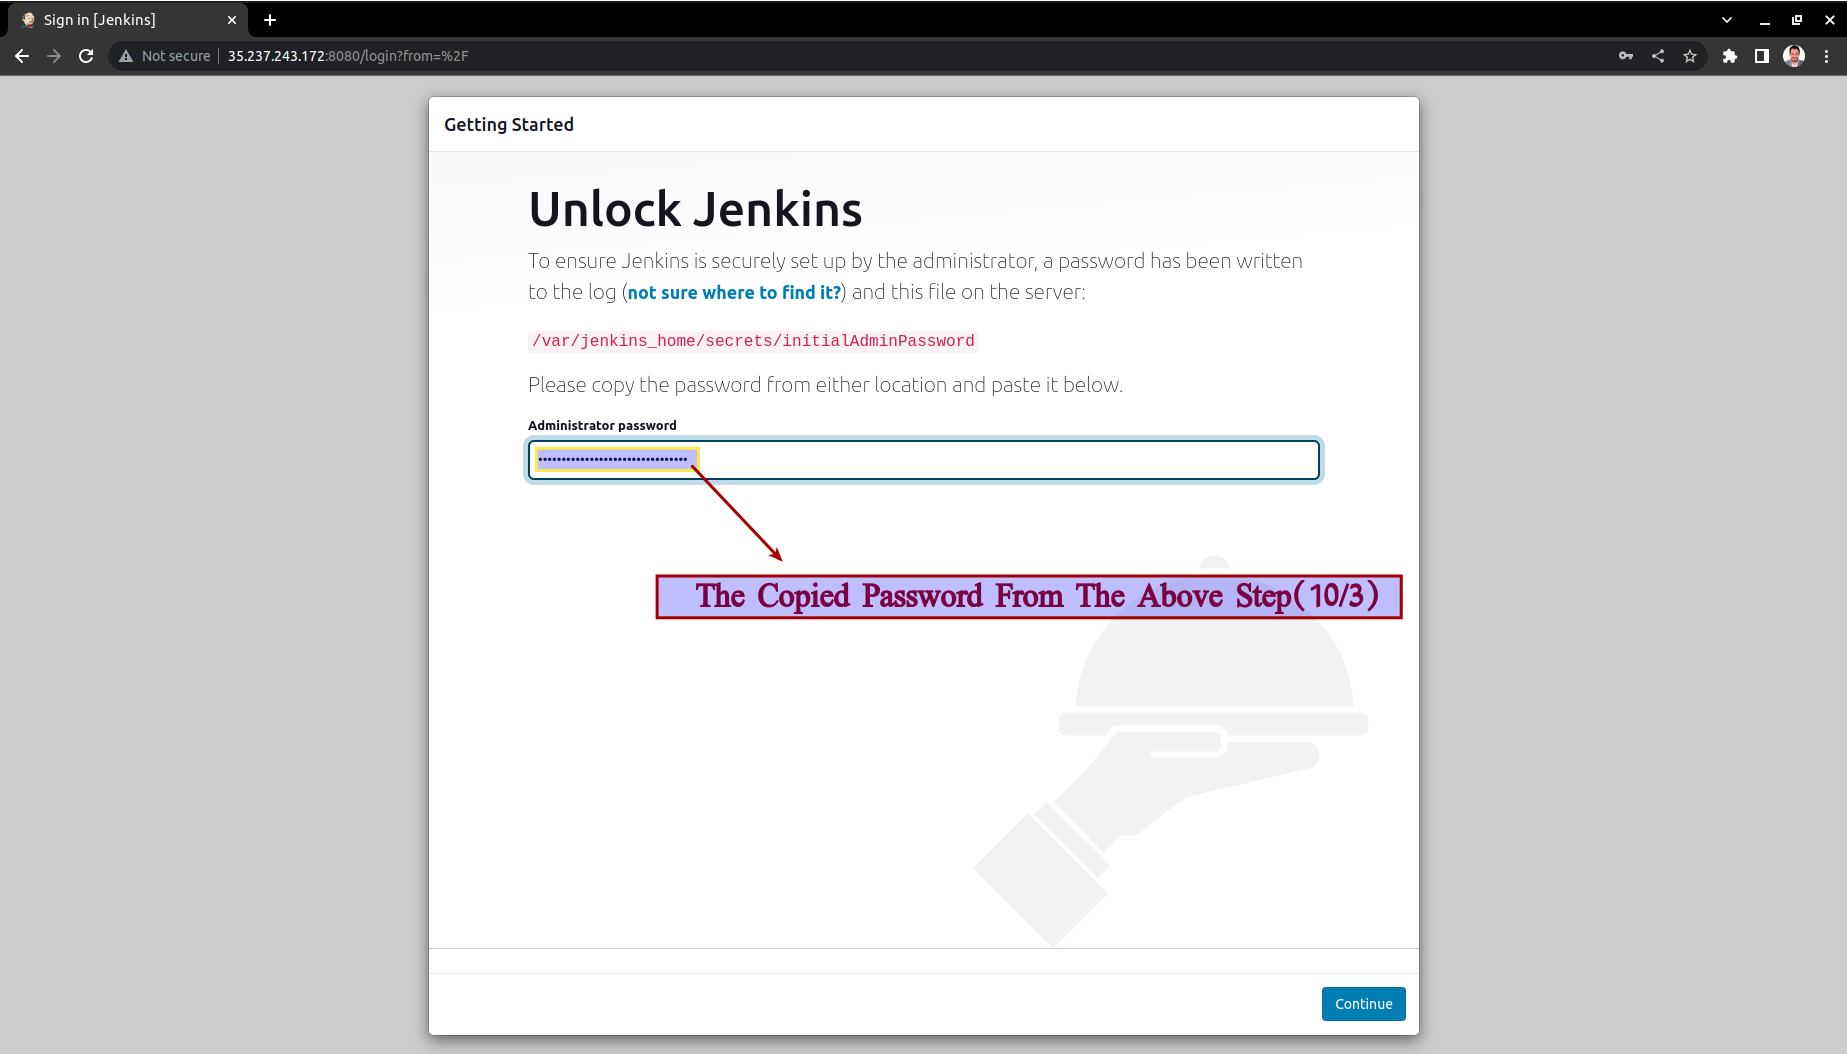 Sign in [Jenkins]
Not secure
35.237.243.172:8080/login?from=%2F
Getting Started
Unlock Jenkins
To ensure Jenkins is securely set up by the administrator, a password has been written
to the log (not sure where to find it?) and this file on the server:
/var/jenkins_home/secrets/initialAdminPassword
Please copy the password from either location and paste it below.
Administrator password
The Copied Password From The Above Step(10/3)
Continue